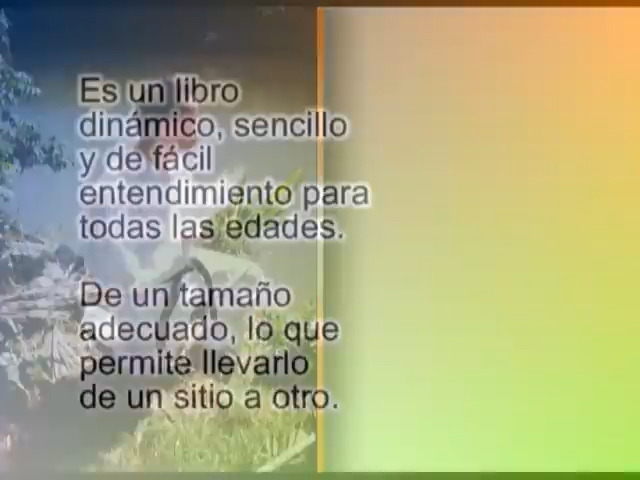 Es un libro
dinámico, sencillo
y de fácil
entendimiento para
todas las edades.
De un tamaño
adecuado, lo que
permite llevarlo
de un sitio a otro.